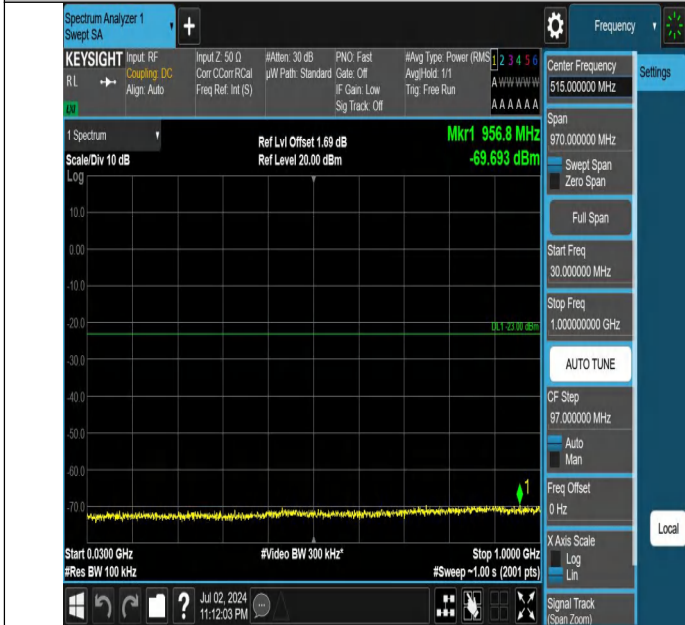 Spectrum Analyzer 1
Swept SA
+
Frequency
KEYSIGHT
RL
Input: RF
Coupling: DC
Align: Auto
Input Z: 50 Ω
Corr CCorr RCal
Freq Ref: Int (S)
#Atten: 30 dB
µW Path: Standard
PNO: Fast
Gate: Off
IF Gain: Low
Sig Track: Off
#Avg Type: Power (RMS
Avg|Hold: 1/1
Trig: Free Run
1 2 3 4 5 6
A W W W W W
A A A A A A
LXI
1 Spectrum
Scale/Div 10 dB
Log
Ref Lvl Offset 1.69 dB
Ref Level 20.00 dBm
Mkr1 956.8 MHz
-69.693 dBm
10.0
0.00
-10.0
-20.0
DL1 -23.00 dBm
-30.0
-40.0
-50.0
-60.0
1
-70.0
Start 0.0300 GHz
#Res BW 100 kHz
#Video BW 300 kHz*
Stop 1.0000 GHz
#Sweep ~1.00 s (2001 pts)
?
Jul 02, 2024
11:12:03 PM
Center Frequency
515.000000 MHz
Settings
Span
970.000000 MHz
Swept Span
Zero Span
Full Span
Start Freq
30.000000 MHz
Stop Freq
1.000000000 GHz
AUTO TUNE
CF Step
97.000000 MHz
Auto
Man
Freq Offset
0 Hz
X Axis Scale
Log
Lin
Local
Signal Track
(Span Zoom)